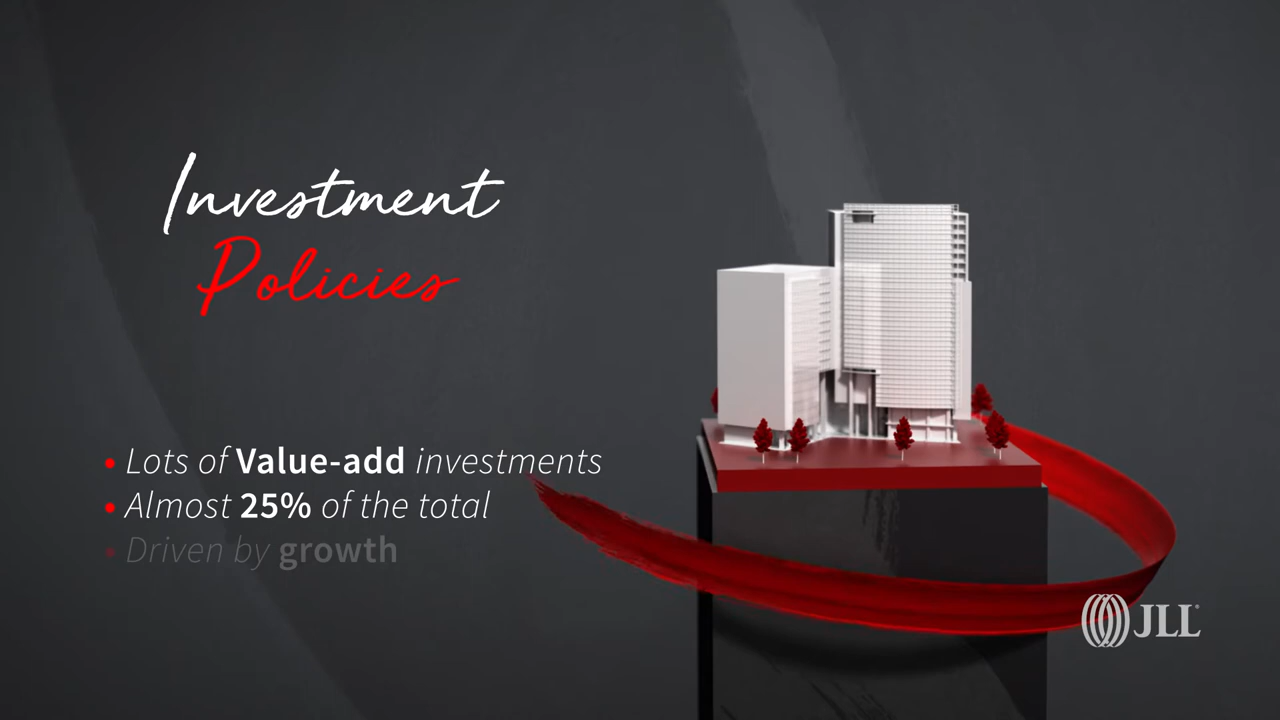 Investment
Policies
• Lots of Value-add investments
• Almost 25% of the total
• Driven by growth
JLL®